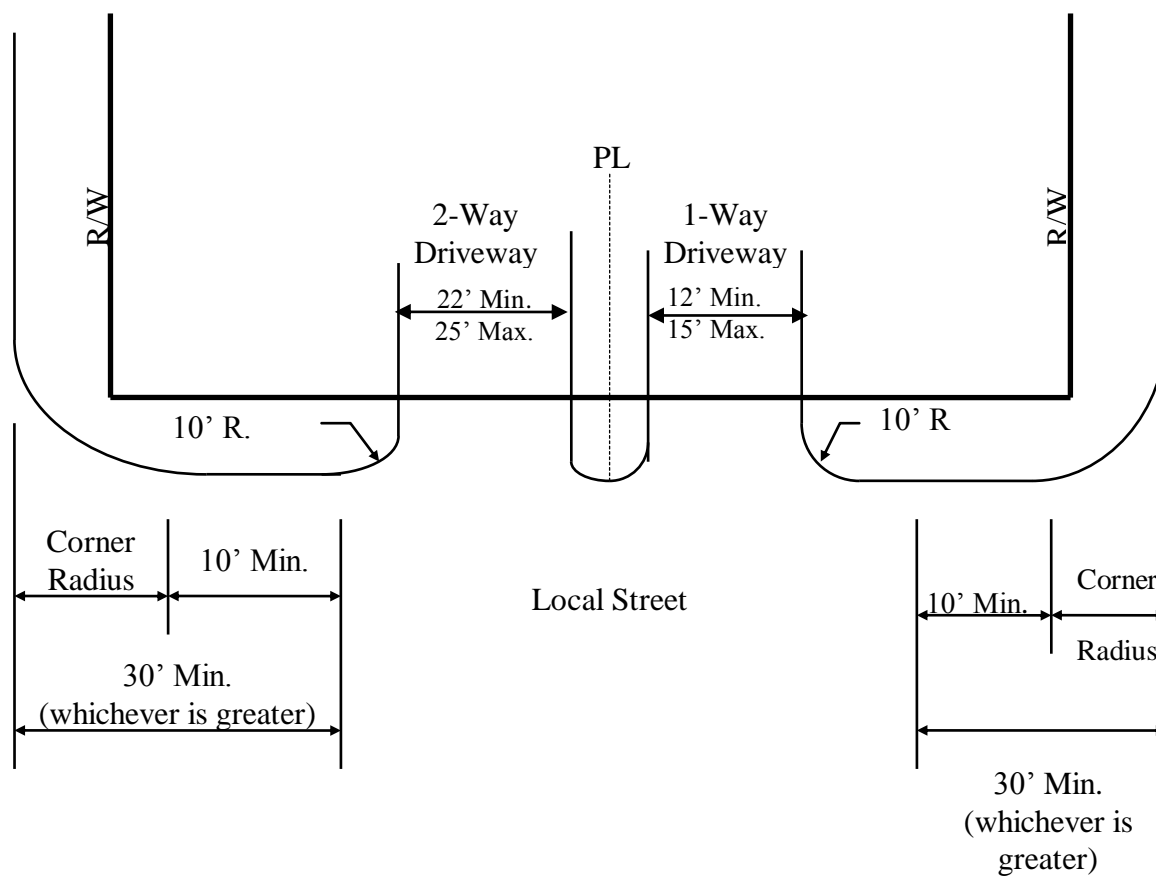 PL
R/W
R/W
2-Way
Driveway
22’ Min.
25’ Max.
1-Way
Driveway
12’ Min.
15’ Max.
10’ R.
10’ R
Corner
Radius
10’ Min.
Local Street
10’ Min.
Corner
Radius
30’ Min.
(whichever is greater)
30’ Min.
(whichever is
greater)